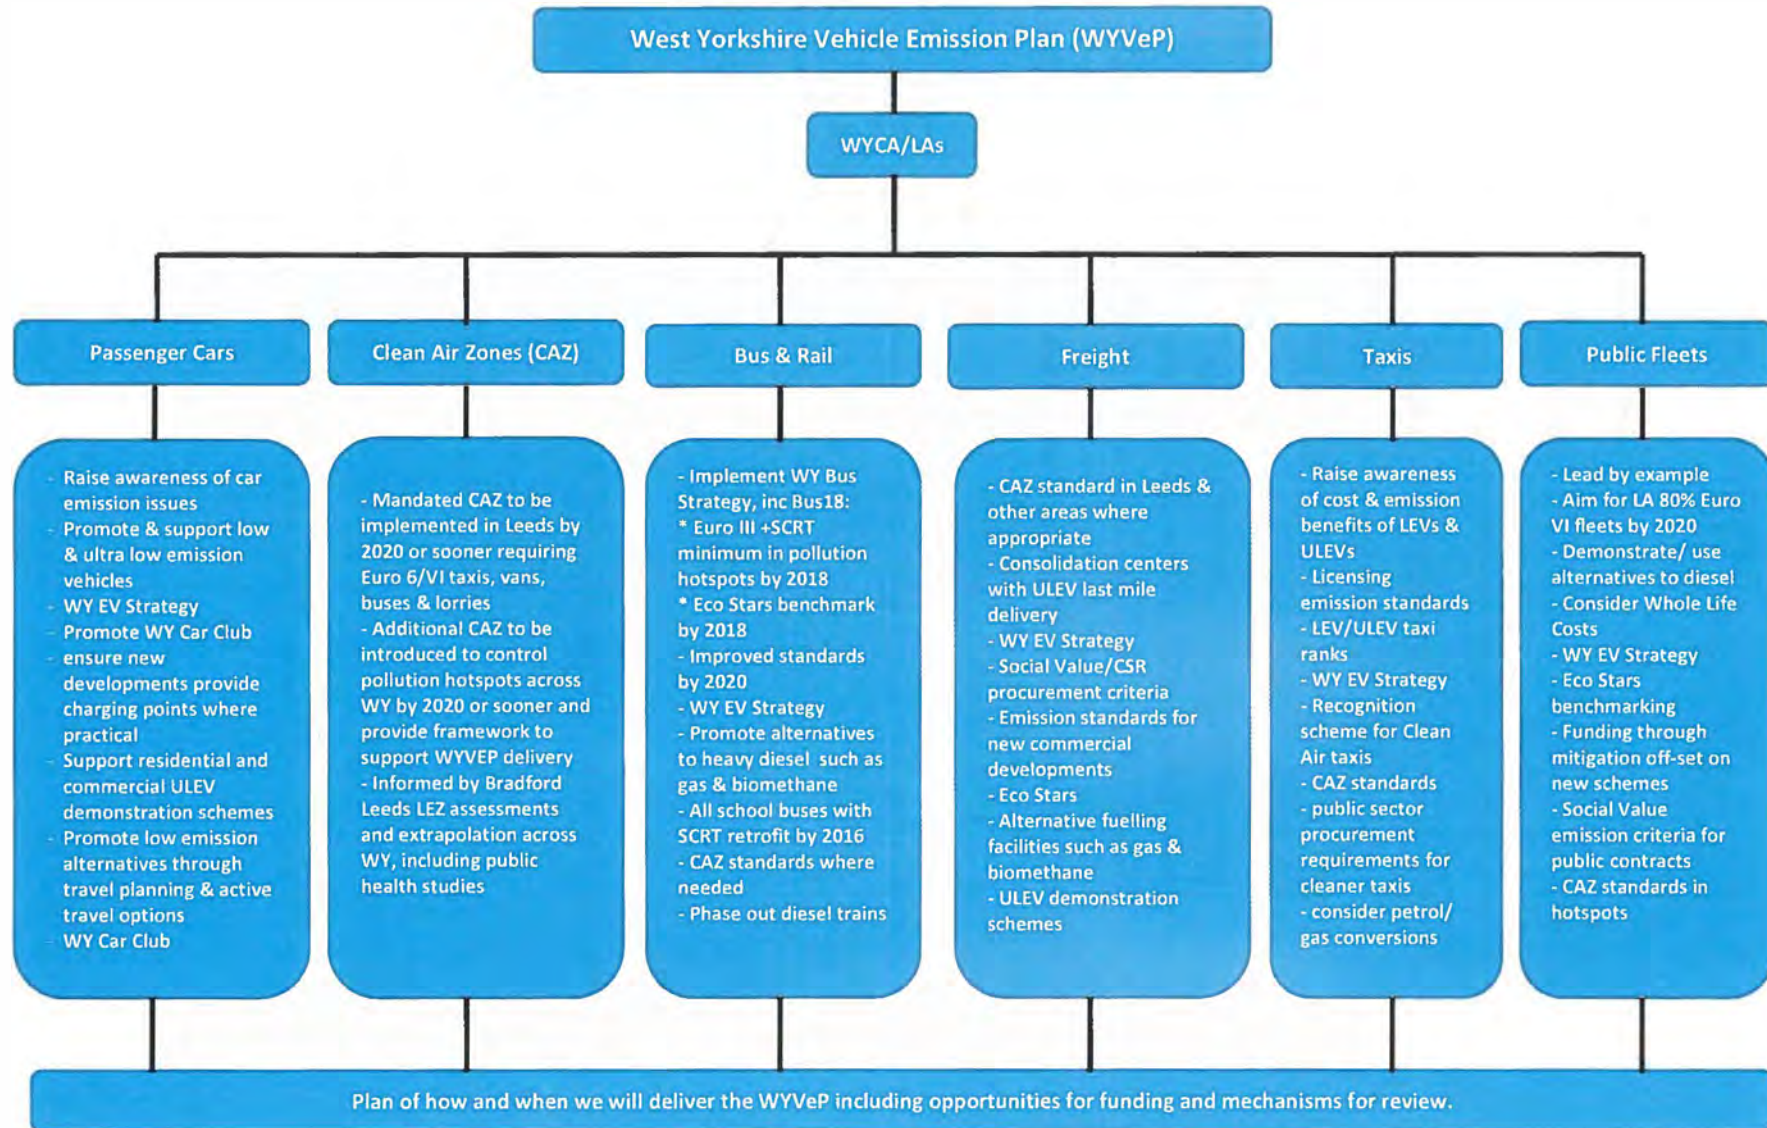 West Yorkshire Vehicle Emission Plan (WYVeP)
WYCA/LAs
Passenger Cars
- Raise awareness of car
emission issues
- Promote & support low
& ultra low emission
vehicles
- WY EV Strategy
- Promote WY Car Club
- ensure new
developments provide
charging points where
practical
- Support residential and
commercial ULEV
demonstration schemes
- Promote low emission
alternatives through
travel planning & active
travel options
- WY Car Club
Clean Air Zones (CAZ)
- Mandated CAZ to be
implemented in Leeds by
2020 or sooner requiring
Euro 6/VI taxis, vans,
buses & lorries
- Additional CAZ to be
introduced to control
pollution hotspots across
WY by 2020 or sooner and
provide framework to
support WYVEP delivery
- Informed by Bradford
Leeds LEZ assessments
and extrapolation across
WY, including public
health studies
Bus & Rail
- Implement WY Bus
Strategy, inc Bus18:
* Euro III +SCRT
minimum in pollution
hotspots by 2018
* Eco Stars benchmark
by 2018
- Improved standards
by 2020
- WY EV Strategy
- Promote alternatives
to heavy diesel such as
gas & biomethane
- All school buses with
SCRT retrofit by 2016
- CAZ standards where
needed
- Phase out diesel trains
Freight
- CAZ standard in Leeds &
other areas where
appropriate
- Consolidation centers
with ULEV last mile
delivery
- WY EV Strategy
- Social Value/CSR
procurement criteria
- Emission standards for
new commercial
developments
- Eco Stars
- Alternative fuelling
facilities such as gas &
biomethane
- ULEV demonstration
schemes
Taxis
- Raise awareness
of cost & emission
benefits of LEVs &
ULEVs
- Licensing
emission standards
- LEV/ULEV taxi
ranks
- WY EV Strategy
- Recognition
scheme for Clean
Air taxis
- CAZ standards
- public sector
procurement
requirements for
cleaner taxis
- consider petrol/
gas conversions
Public Fleets
- Lead by example
- Aim for LA 80% Euro
VI fleets by 2020
- Demonstrate/ use
alternatives to diesel
- Consider Whole Life
Costs
- WY EV Strategy
- Eco Stars
benchmarking
- Funding through
mitigation off-set on
new schemes
- Social Value
emission criteria for
public contracts
- CAZ standards in
hotspots
Plan of how and when we will deliver the WYVeP including opportunities for funding and mechanisms for review.